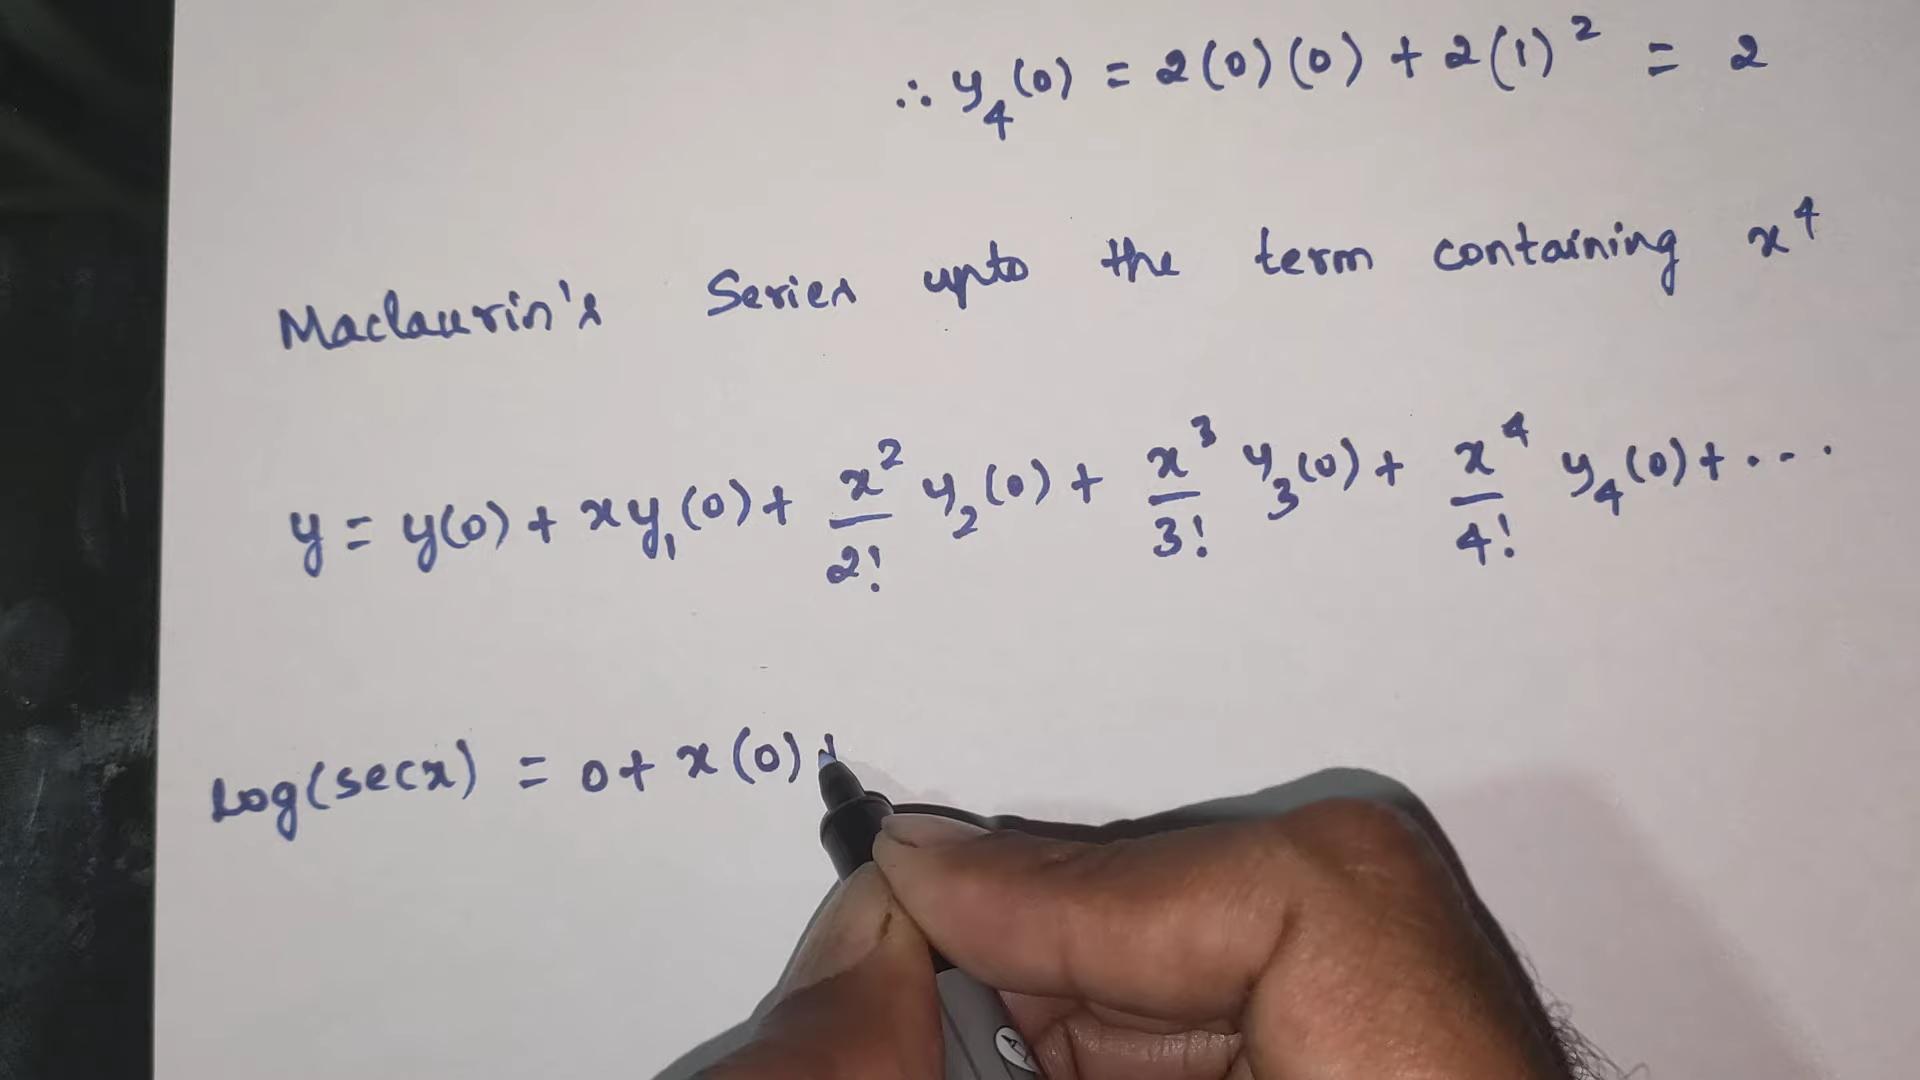 ∴ y₄(0) = 2(0)(0) + 2(1)² = 2
Maclaurin's Series upto the term containing x⁴
y = y(0) + xy₁(0) + x²/2! y₂(0) + x³/3! y₃(0) + x⁴/4! y₄(0) + ...
Log(secx) = 0 + x(0) +